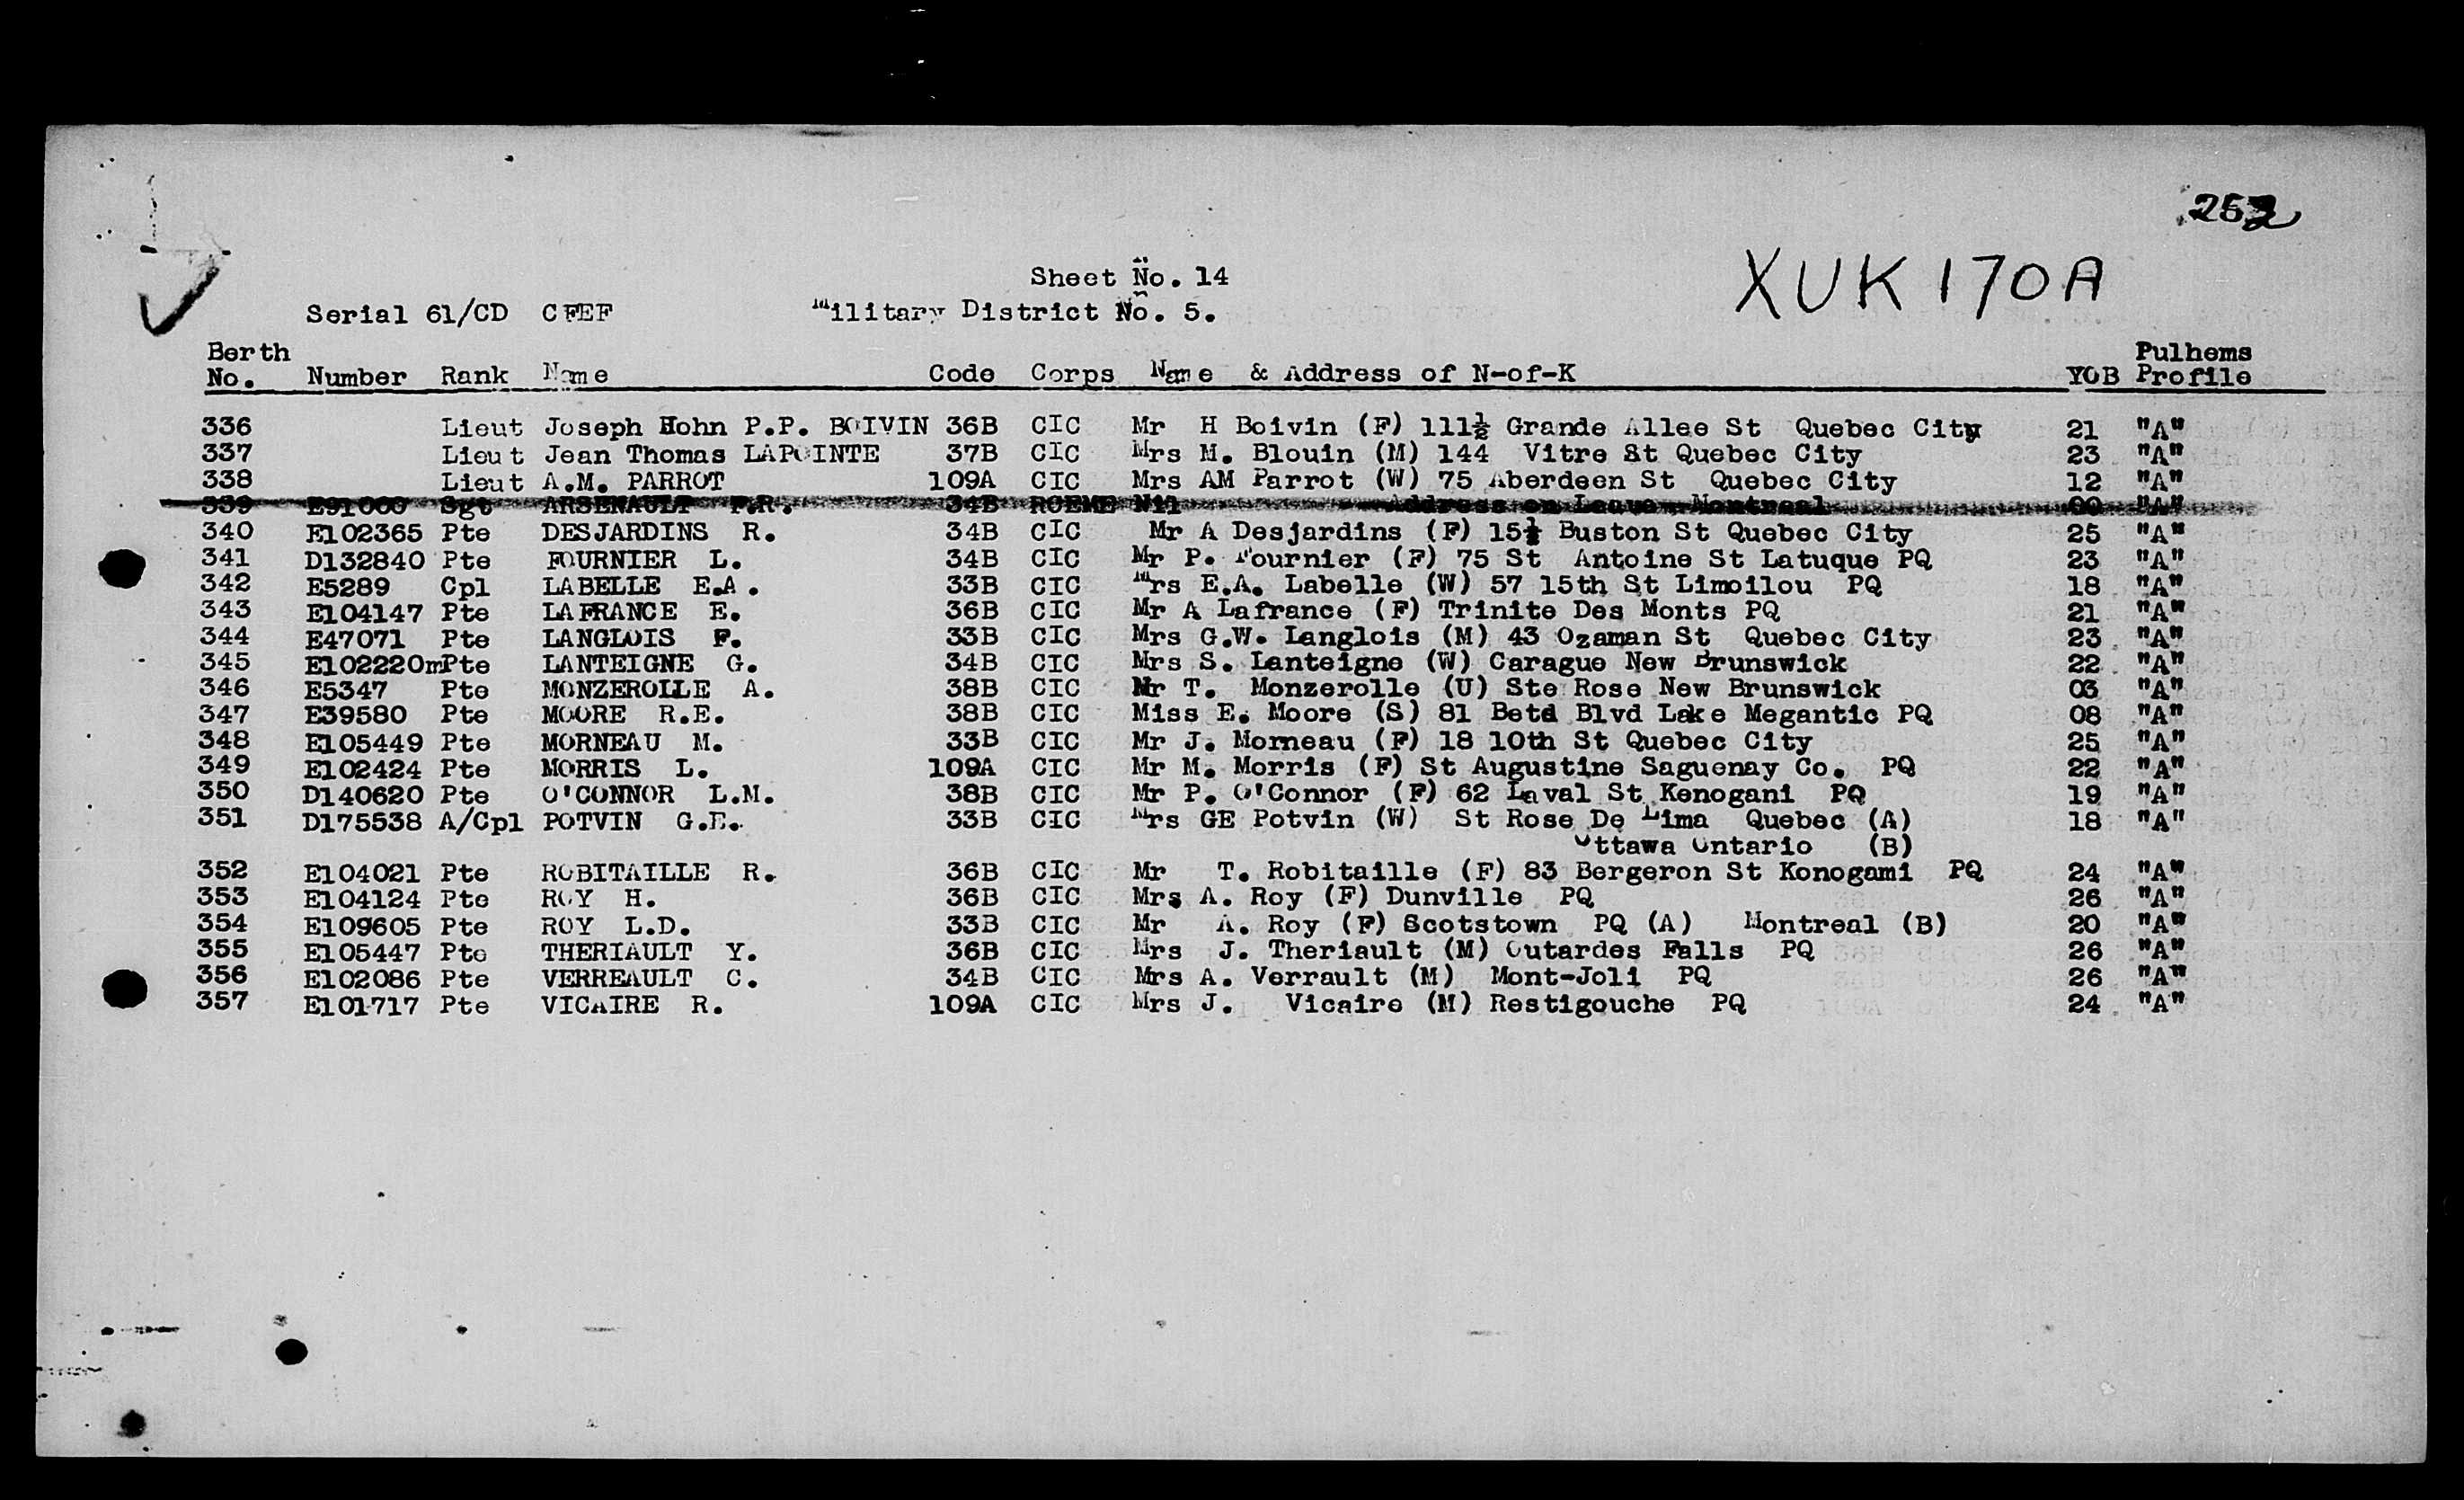 252
Sheet No. 14
XUK 170A
Serial 61/CD CFEF Military District No. 5.
Berth No. Number Rank Name Code Corps Name & Address of N-of-K YOB Pulhems Profile
336 Lieut Joseph Hohn P.P. BOIVIN 36B CIC Mr H Boivin (F) 111½ Grande Allee St Quebec City 21 "A"
337 Lieut Jean Thomas LAPOINTE 37B CIC Mrs M. Blouin (M) 144 Vitre St Quebec City 23 "A"
338 Lieut A.M. PARROT 109A CIC Mrs AM Parrot (W) 75 Aberdeen St Quebec City 12 "A"
339 E91000 Sgt ARSENAULT F.R. 34B RCEME Nil Address on Leave Montreal "A"
340 E102365 Pte DESJARDINS R. 34B CIC Mr A Desjardins (F) 15½ Buston St Quebec City 25 "A"
341 D132840 Pte FOURNIER L. 34B CIC Mr P. Fournier (F) 75 St Antoine St Latuque PQ 23 "A"
342 E5289 Cpl LABELLE E.A. 33B CIC Mrs E.A. Labelle (W) 57 15th St Limoilou PQ 18 "A"
343 E104147 Pte LAFRANCE E. 36B CIC Mr A Lafrance (F) Trinite Des Monts PQ 21 "A"
344 E47071 Pte LANGLOIS F. 33B CIC Mrs G.W. Langlois (M) 43 Ozaman St Quebec City 23 "A"
345 E102220mPte LANTEIGNE G. 34B CIC Mrs S. Lanteigne (W) Carague New Brunswick 22 "A"
346 E5347 Pte MONZEROLLE A. 38B CIC Mr T. Monzerolle (U) Ste Rose New Brunswick 03 "A"
347 E39580 Pte MOORE R.E. 38B CIC Miss E. Moore (S) 81 Betd Blvd Lake Megantic PQ 08 "A"
348 E105449 Pte MORNEAU M. 33B CIC Mr J. Morneau (F) 18 10th St Quebec City 25 "A"
349 E102424 Pte MORRIS L. 109A CIC Mr M. Morris (F) St Augustine Saguenay Co. PQ 22 "A"
350 D140620 Pte O'CONNOR L.M. 38B CIC Mr P. O'Connor (F) 62 Laval St Kenogani PQ 19 "A"
351 D175538 A/Cpl POTVIN G.E. 33B CIC Mrs GE Potvin (W) St Rose De Lima Quebec (A) 18 "A"
Ottawa Ontario (B)
352 E104021 Pte ROBITAILLE R. 36B CIC Mr T. Robitaille (F) 83 Bergeron St Konogami PQ 24 "A"
353 E104124 Pte ROY H. 36B CIC Mrs A. Roy (F) Dunville PQ 26 "A"
354 E109605 Pte ROY L.D. 33B CIC Mr A. Roy (F) Scotstown PQ (A) Montreal (B) 20 "A"
355 E105447 Pte THERIAULT Y. 36B CIC Mrs J. Theriault (M) Outardes Falls PQ 26 "A"
356 E102086 Pte VERREAULT C. 34B CIC Mrs A. Verrault (M) Mont-Joli PQ 26 "A"
357 E101717 Pte VICAIRE R. 109A CIC Mrs J. Vicaire (M) Restigouche PQ 24 "A"